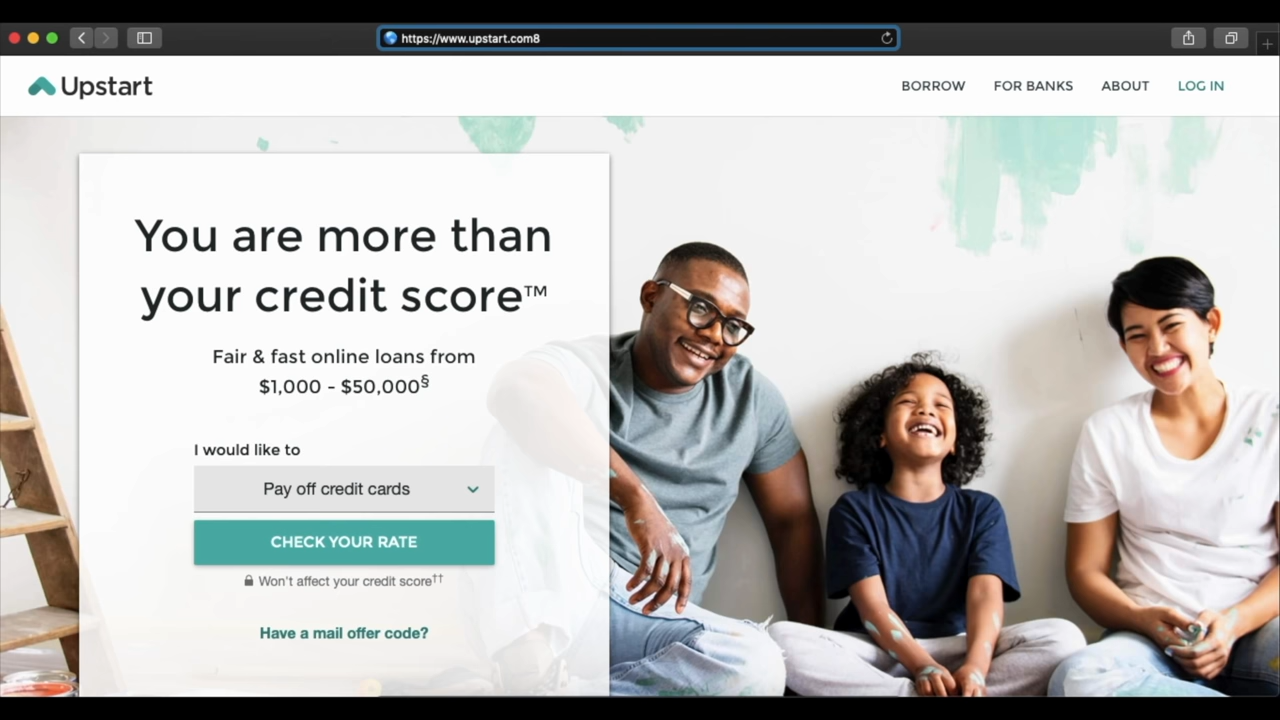 https://www.upstart.com8
Upstart
BORROW
FOR BANKS
ABOUT
LOG IN
You are more than
your credit score™
Fair & fast online loans from
$1,000 - $50,000§
I would like to
Pay off credit cards
CHECK YOUR RATE
Won't affect your credit score††
Have a mail offer code?